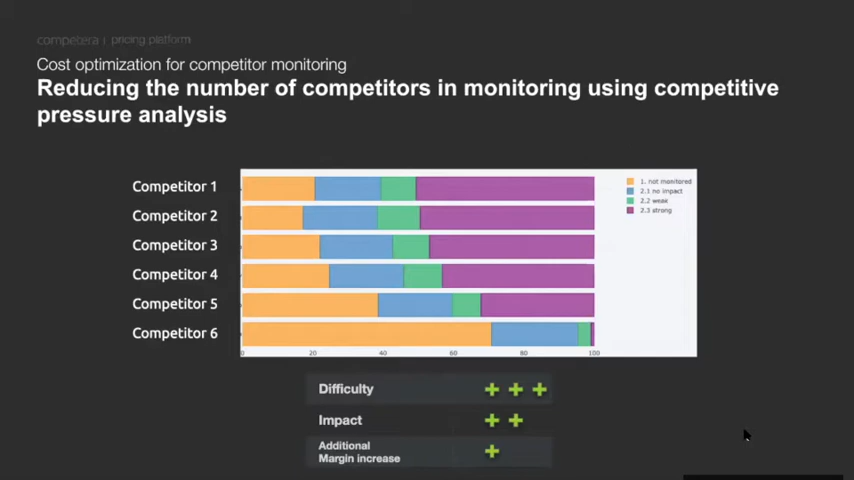 competera | pricing platform
Cost optimization for competitor monitoring
Reducing the number of competitors in monitoring using competitive
pressure analysis
Competitor 1
Competitor 2
Competitor 3
Competitor 4
Competitor 5
Competitor 6
1. not monitored
2.1 no impact
2.2 weak
2.3 strong
0 20 40 60 80 100
Difficulty
Impact
Additional
Margin increase